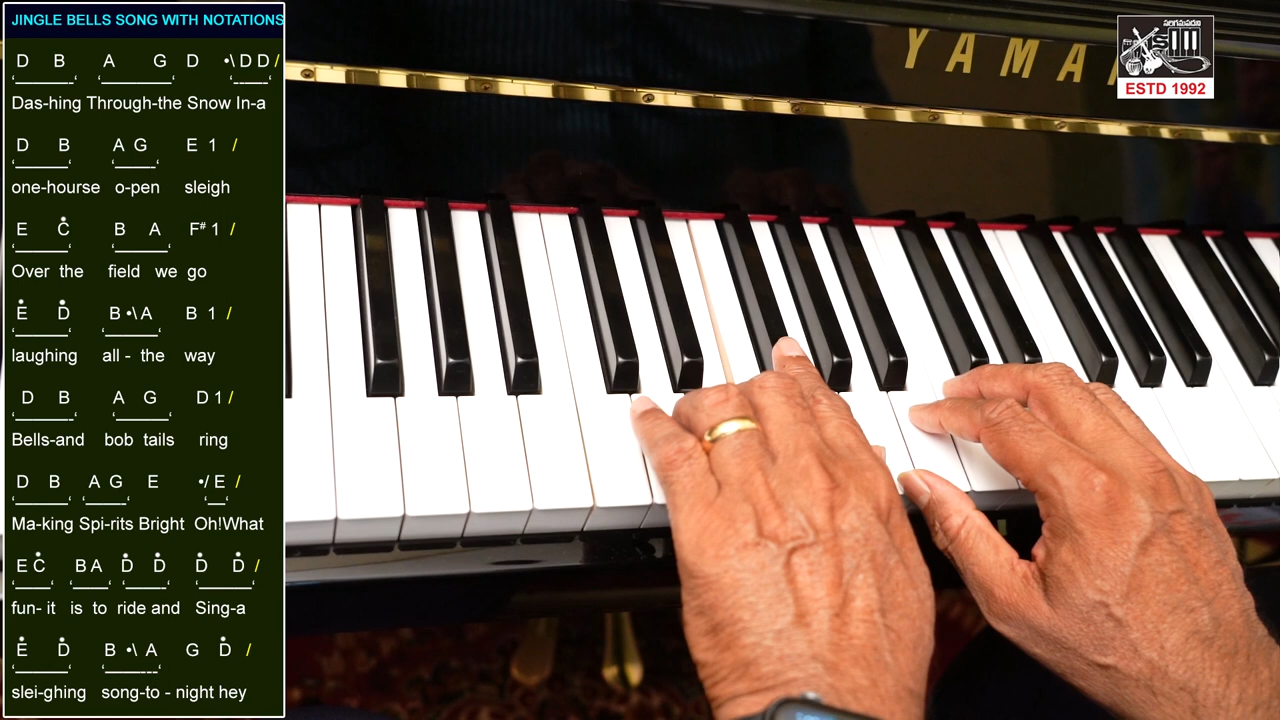 JINGLE BELLS SONG WITH NOTATIONS
D B A G D •\ D D /
Das-hing Through-the Snow In-a
D B A G E 1 /
one-hourse o-pen sleigh
E Ċ B A F# 1 /
Over the field we go
Ė Ḋ B •\ A B 1 /
laughing all - the way
D B A G D 1 /
Bells-and bob tails ring
D B A G E •/ E /
Ma-king Spi-rits Bright Oh!What
E Ċ B A Ḋ Ḋ Ḋ Ḋ /
fun- it is to ride and Sing-a
Ė Ḋ B •\ A G Ḋ /
slei-ghing song-to - night hey
సరిగమపదని
ESTD 1992